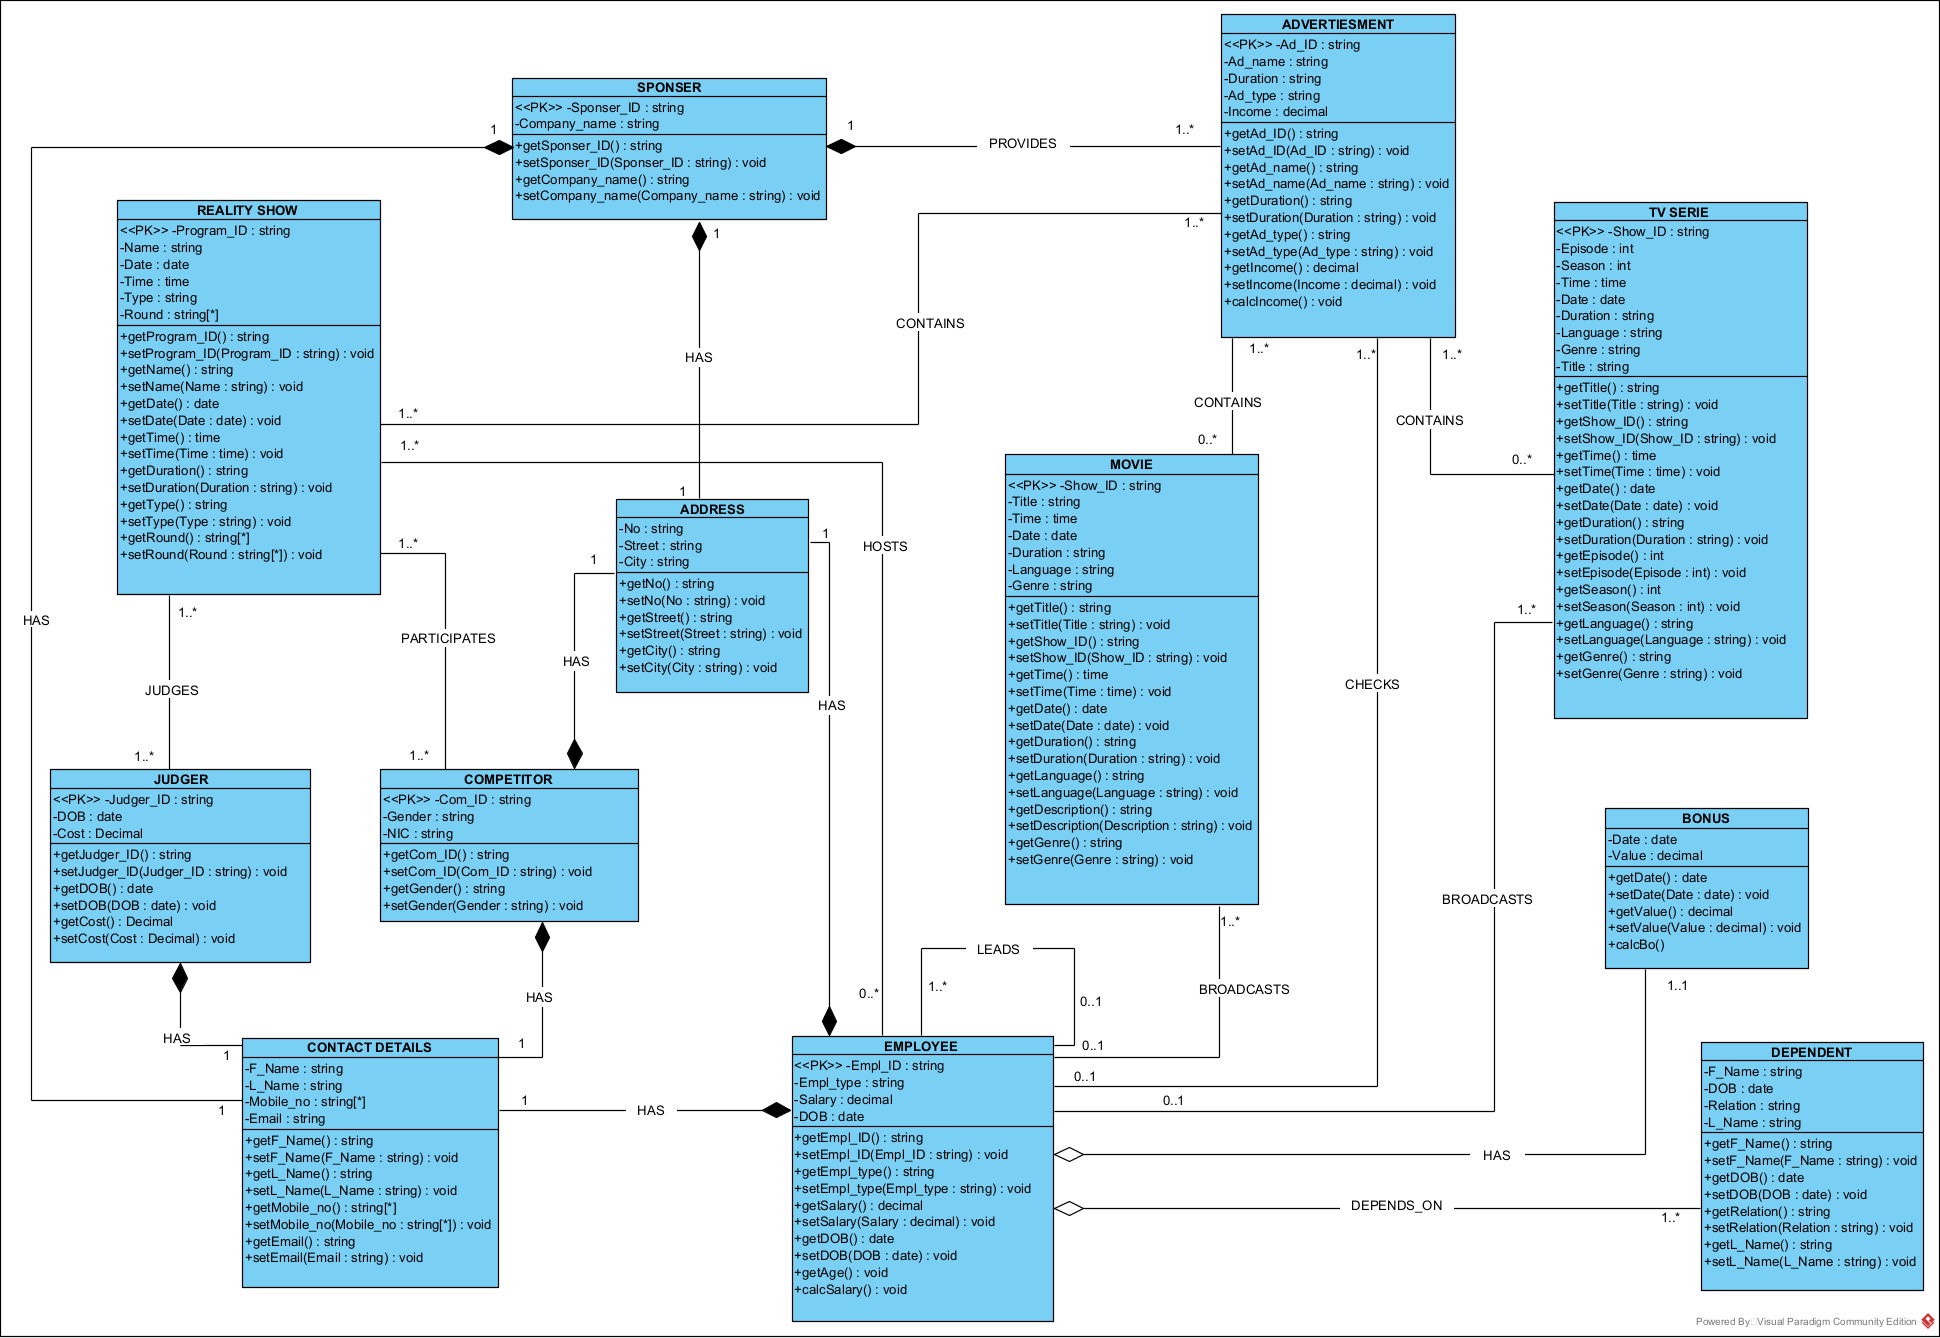 ADVERTIESMENT
<<PK>> -Ad_ID : string
-Ad_name : string
-Duration : string
-Ad_type : string
-Income : decimal
+getAd_ID() : string
+setAd_ID(Ad_ID : string) : void
+getAd_name() : string
+setAd_name(Ad_name : string) : void
+getDuration() : string
+setDuration(Duration : string) : void
+getAd_type() : string
+setAd_type(Ad_type : string) : void
+getIncome() : decimal
+setIncome(Income : decimal) : void
+calcIncome() : void
SPONSER
<<PK>> -Sponser_ID : string
-Company_name : string
+getSponser_ID() : string
+setSponser_ID(Sponser_ID : string) : void
+getCompany_name() : string
+setCompany_name(Company_name : string) : void
1
1
PROVIDES
1..*
1
HAS
1
1..*
CONTAINS
1..*
REALITY SHOW
<<PK>> -Program_ID : string
-Name : string
-Date : date
-Time : time
-Type : string
-Round : string[*]
+getProgram_ID() : string
+setProgram_ID(Program_ID : string) : void
+getName() : string
+setName(Name : string) : void
+getDate() : date
+setDate(Date : date) : void
+getTime() : time
+setTime(Time : time) : void
+getDuration() : string
+setDuration(Duration : string) : void
+getType() : string
+setType(Type : string) : void
+getRound() : string[*]
+setRound(Round : string[*]) : void
TV SERIE
<<PK>> -Show_ID : string
-Episode : int
-Season : int
-Time : time
-Date : date
-Duration : string
-Language : string
-Genre : string
-Title : string
+getTitle() : string
+setTitle(Title : string) : void
+getShow_ID() : string
+setShow_ID(Show_ID : string) : void
+getTime() : time
+setTime(Time : time) : void
+getDate() : date
+setDate(Date : date) : void
+getDuration() : string
+setDuration(Duration : string) : void
+getEpisode() : int
+setEpisode(Episode : int) : void
+getSeason() : int
+setSeason(Season : int) : void
+getLanguage() : string
+setLanguage(Language : string) : void
+getGenre() : string
+setGenre(Genre : string) : void
1..*
CONTAINS
0..*
1..*
CHECKS
0..1
1..*
CONTAINS
0..*
1..*
HOSTS
0..*
ADDRESS
-No : string
-Street : string
-City : string
+getNo() : string
+setNo(No : string) : void
+getStreet() : string
+setStreet(Street : string) : void
+getCity() : string
+setCity(City : string) : void
1
HAS
1
HAS
MOVIE
<<PK>> -Show_ID : string
-Title : string
-Time : time
-Date : date
-Duration : string
-Language : string
-Genre : string
+getTitle() : string
+setTitle(Title : string) : void
+getShow_ID() : string
+setShow_ID(Show_ID : string) : void
+getTime() : time
+setTime(Time : time) : void
+getDate() : date
+setDate(Date : date) : void
+getDuration() : string
+setDuration(Duration : string) : void
+getLanguage() : string
+setLanguage(Language : string) : void
+getDescription() : string
+setDescription(Description : string) : void
+getGenre() : string
+setGenre(Genre : string) : void
HAS
1..*
JUDGES
1..*
1..*
PARTICIPATES
1..*
JUDGER
<<PK>> -Judger_ID : string
-DOB : date
-Cost : Decimal
+getJudger_ID() : string
+setJudger_ID(Judger_ID : string) : void
+getDOB() : date
+setDOB(DOB : date) : void
+getCost() : Decimal
+setCost(Cost : Decimal) : void
COMPETITOR
<<PK>> -Com_ID : string
-Gender : string
-NIC : string
+getCom_ID() : string
+setCom_ID(Com_ID : string) : void
+getGender() : string
+setGender(Gender : string) : void
1..*
BROADCASTS
0..1
BONUS
-Date : date
-Value : decimal
+getDate() : date
+setDate(Date : date) : void
+getValue() : decimal
+setValue(Value : decimal) : void
+calcBo()
1..1
HAS
1..*
BROADCASTS
0..1
LEADS
1..*
0..1
HAS
1
HAS
1
1
CONTACT DETAILS
-F_Name : string
-L_Name : string
-Mobile_no : string[*]
-Email : string
+getF_Name() : string
+setF_Name(F_Name : string) : void
+getL_Name() : string
+setL_Name(L_Name : string) : void
+getMobile_no() : string[*]
+setMobile_no(Mobile_no : string[*]) : void
+getEmail() : string
+setEmail(Email : string) : void
1
HAS
EMPLOYEE
<<PK>> -Empl_ID : string
-Empl_type : string
-Salary : decimal
-DOB : date
+getEmpl_ID() : string
+setEmpl_ID(Empl_ID : string) : void
+getEmpl_type() : string
+setEmpl_type(Empl_type : string) : void
+getSalary() : decimal
+setSalary(Salary : decimal) : void
+getDOB() : date
+setDOB(DOB : date) : void
+getAge() : void
+calcSalary() : void
DEPENDS_ON
1..*
DEPENDENT
-F_Name : string
-DOB : date
-Relation : string
-L_Name : string
+getF_Name() : string
+setF_Name(F_Name : string) : void
+getDOB() : date
+setDOB(DOB : date) : void
+getRelation() : string
+setRelation(Relation : string) : void
+getL_Name() : string
+setL_Name(L_Name : string) : void
Powered By Visual Paradigm Community Edition